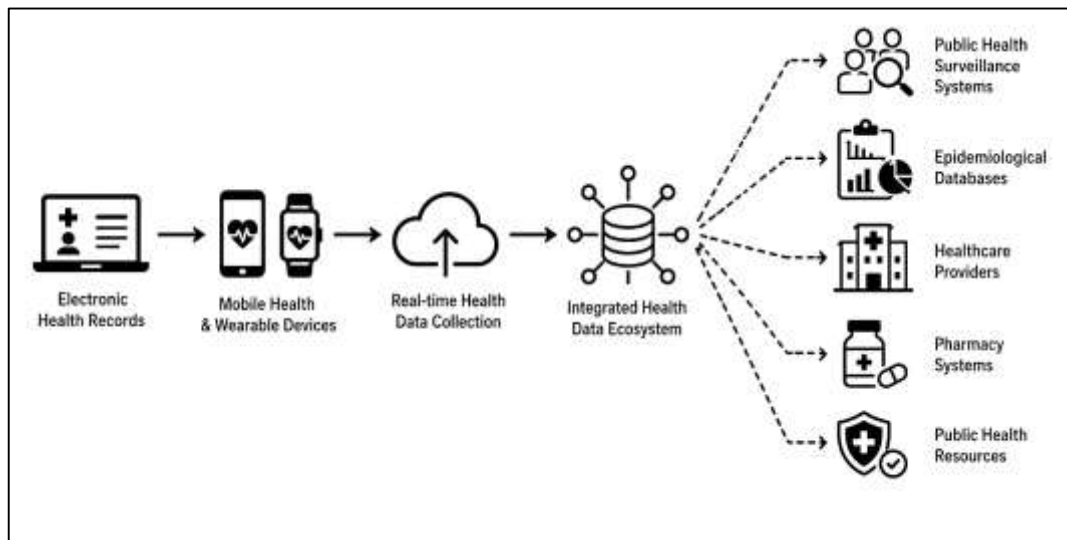 Electronic
Health Records
Mobile Health
& Wearable Devices
Real-time Health
Data Collection
Integrated Health
Data Ecosystem
Public Health
Surveillance
Systems
Epidemiological
Databases
Healthcare
Providers
Pharmacy
Systems
Public Health
Resources